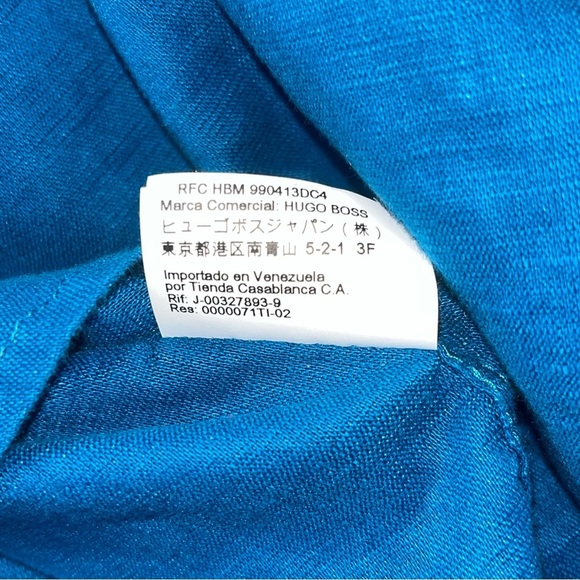 RFC HBM 990413DC4
Marca Comercial: HUGO BOSS
ヒューゴボスジャパン(株)
東京都港区南青山 5-2-1 3F
Importado en Venezuela
por Tienda Casablanca C.A.
Rif: J-00327893-9
Res: 0000071TI-02